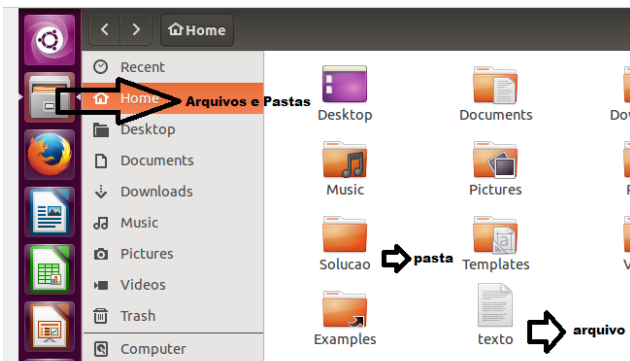 Home
Recent
Home
Arquivos e Pastas
Desktop
Documents
Downloads
Music
Pictures
Videos
Trash
Computer
Desktop
Documents
Music
Pictures
Solucao
pasta
Templates
Examples
texto
arquivo